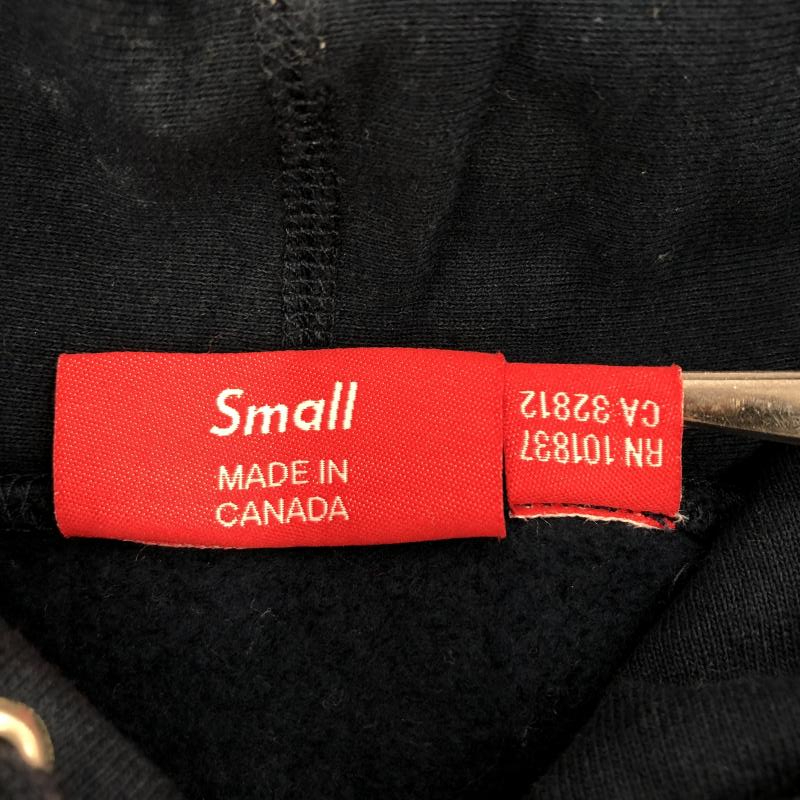 Small
MADE IN
CANADA
RN 101837
CA 32812